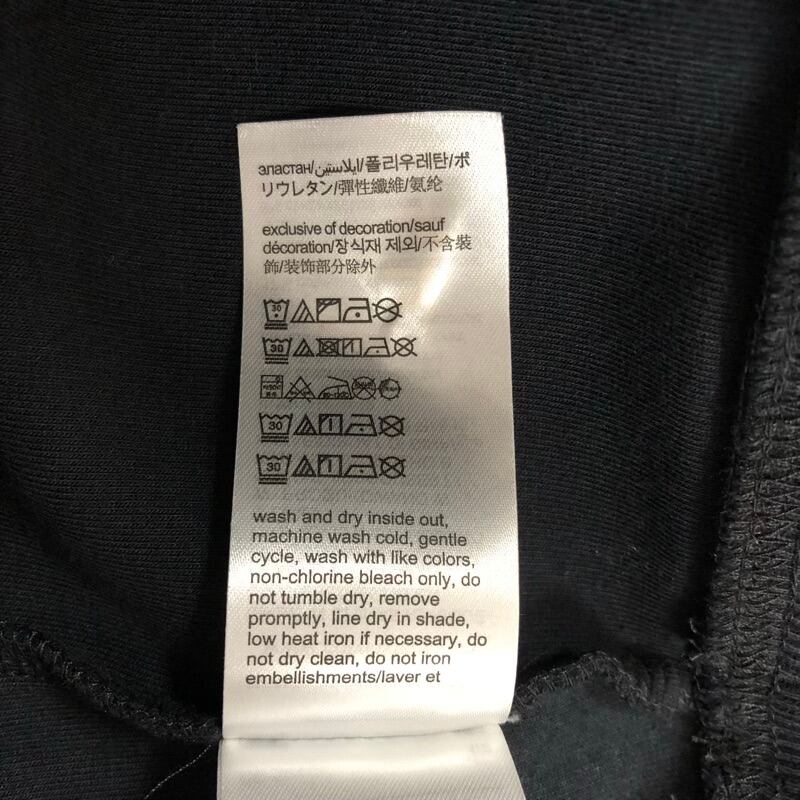 эластан/ايلاستين/폴리우레탄/ポ
リウレタン/彈性纖維/氨纶
exclusive of decoration/sauf
décoration/장식재 제외/不含裝
飾/装饰部分除外
30
30
30
30
wash and dry inside out,
machine wash cold, gentle
cycle, wash with like colors,
non-chlorine bleach only, do
not tumble dry, remove
promptly, line dry in shade,
low heat iron if necessary, do
not dry clean, do not iron
embellishments/laver et